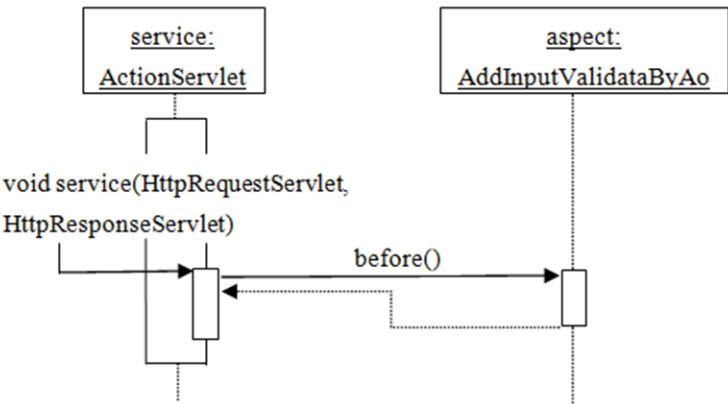 service:
ActionServlet
aspect:
AddInputValidataByAo
void service(HttpRequestServlet,
HttpResponseServlet)
before()